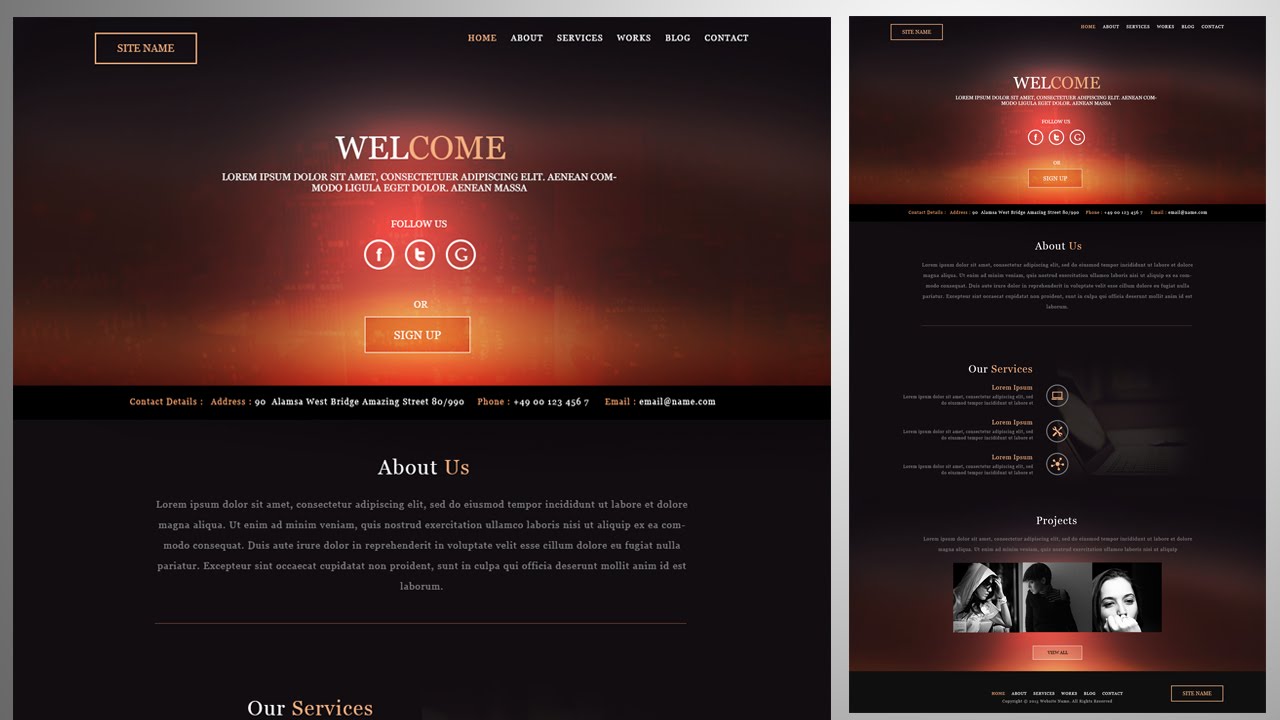 SITE NAME
HOME ABOUT SERVICES WORKS BLOG CONTACT
WELCOME
LOREM IPSUM DOLOR SIT AMET, CONSECTETUER ADIPISCING ELIT. AENEAN COM-
MODO LIGULA EGET DOLOR. AENEAN MASSA
FOLLOW US
f t G
OR
SIGN UP
Contact Details : Address : 90 Alamsa West Bridge Amazing Street 80/990 Phone : +49 00 123 456 7 Email : email@name.com
About Us
Lorem ipsum dolor sit amet, consectetur adipiscing elit, sed do eiusmod tempor incididunt ut labore et dolore
magna aliqua. Ut enim ad minim veniam, quis nostrud exercitation ullamco laboris nisi ut aliquip ex ea com-
modo consequat. Duis aute irure dolor in reprehenderit in voluptate velit esse cillum dolore eu fugiat nulla
pariatur. Excepteur sint occaecat cupidatat non proident, sunt in culpa qui officia deserunt mollit anim id est
laborum.
Our Services
SITE NAME
HOME ABOUT SERVICES WORKS BLOG CONTACT
WELCOME
LOREM IPSUM DOLOR SIT AMET, CONSECTETUER ADIPISCING ELIT. AENEAN COM-
MODO LIGULA EGET DOLOR. AENEAN MASSA
FOLLOW US
f t G
OR
SIGN UP
Contact Details : Address : 90 Alamsa West Bridge Amazing Street 80/990 Phone : +49 00 123 456 7 Email : email@name.com
About Us
Lorem ipsum dolor sit amet, consectetur adipiscing elit, sed do eiusmod tempor incididunt ut labore et dolore
magna aliqua. Ut enim ad minim veniam, quis nostrud exercitation ullamco laboris nisi ut aliquip ex ea com-
modo consequat. Duis aute irure dolor in reprehenderit in voluptate velit esse cillum dolore eu fugiat nulla
pariatur. Excepteur sint occaecat cupidatat non proident, sunt in culpa qui officia deserunt mollit anim id est
laborum.
Our Services
Lorem Ipsum
Lorem ipsum dolor sit amet, consectetur adipiscing elit, sed
do eiusmod tempor incididunt ut labore et
Lorem Ipsum
Lorem ipsum dolor sit amet, consectetur adipiscing elit, sed
do eiusmod tempor incididunt ut labore et
Lorem Ipsum
Lorem ipsum dolor sit amet, consectetur adipiscing elit, sed
do eiusmod tempor incididunt ut labore et
Projects
Lorem ipsum dolor sit amet, consectetur adipiscing elit, sed do eiusmod tempor incididunt ut labore et dolore
magna aliqua. Ut enim ad minim veniam, quis nostrud exercitation ullamco laboris nisi ut aliquip
VIEW ALL
HOME ABOUT SERVICES WORKS BLOG CONTACT
Copyright © 2015 Website Name. All Rights Reserved
SITE NAME